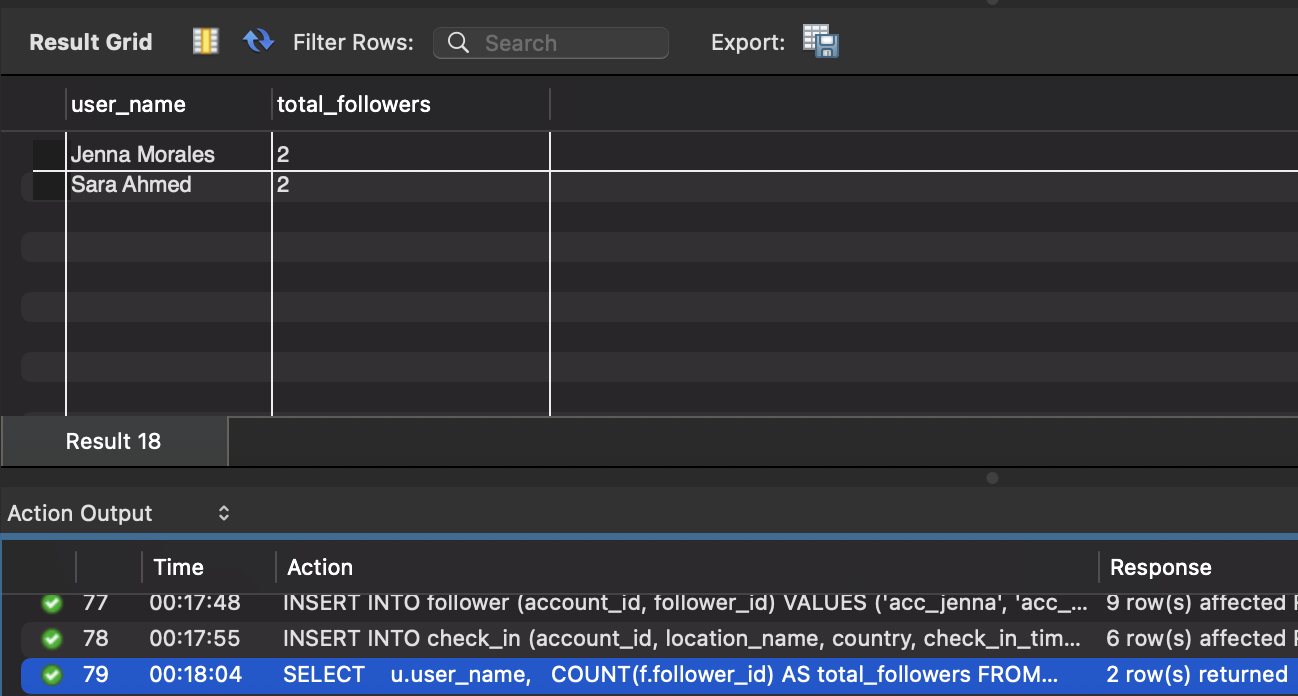 Result Grid Filter Rows: Search Export:
user_name total_followers
Jenna Morales 2
Sara Ahmed 2
Result 18
Action Output
Time Action Response
77 00:17:48 INSERT INTO follower (account_id, follower_id) VALUES ('acc_jenna', 'acc_... 9 row(s) affected
78 00:17:55 INSERT INTO check_in (account_id, location_name, country, check_in_tim... 6 row(s) affected
79 00:18:04 SELECT u.user_name, COUNT(f.follower_id) AS total_followers FROM... 2 row(s) returned